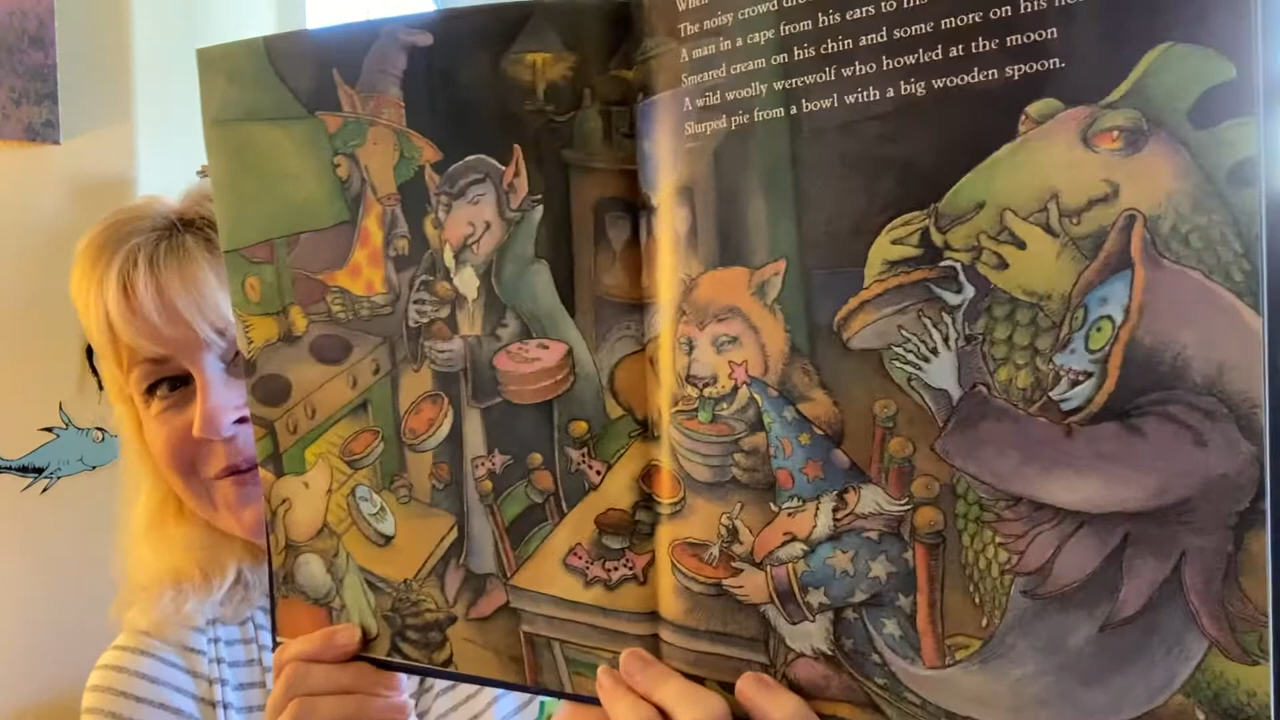 When
The noisy crowd
A man in a cape from his ears to his
Smeared cream on his chin and some more on his
A wild woolly werewolf who howled at the moon
Slurped pie from a bowl with a big wooden spoon.